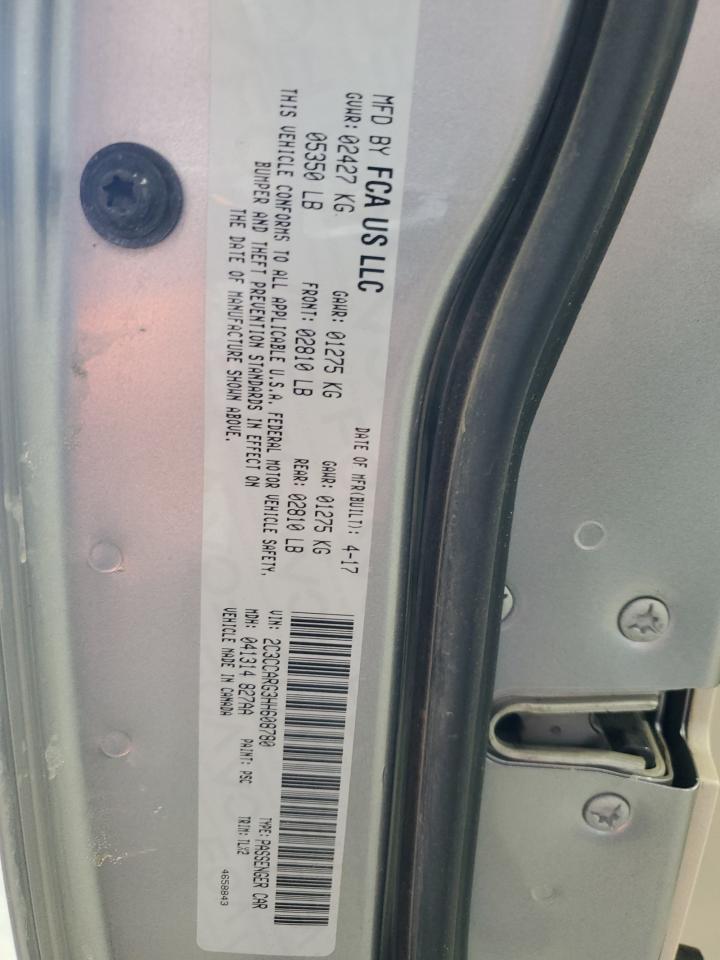 MFD BY FCA US LLC
DATE OF MFR(BUILT): 4-17
GVWR: 02427 KG
GAWR: 01275 KG
GAWR: 01275 KG
05350 LB
FRONT: 02810 LB
REAR: 02810 LB
THIS VEHICLE CONFORMS TO ALL APPLICABLE U.S.A. FEDERAL MOTOR VEHICLE SAFETY,
BUMPER AND THEFT PREVENTION STANDARDS IN EFFECT ON
THE DATE OF MANUFACTURE SHOWN ABOVE.
VIN: 2C3CCARG3HH608780
TYPE: PASSENGER CAR
MDH: 041314 827AA
PAINT: PSC
TRIM: TLX2
VEHICLE MADE IN CANADA
4658843